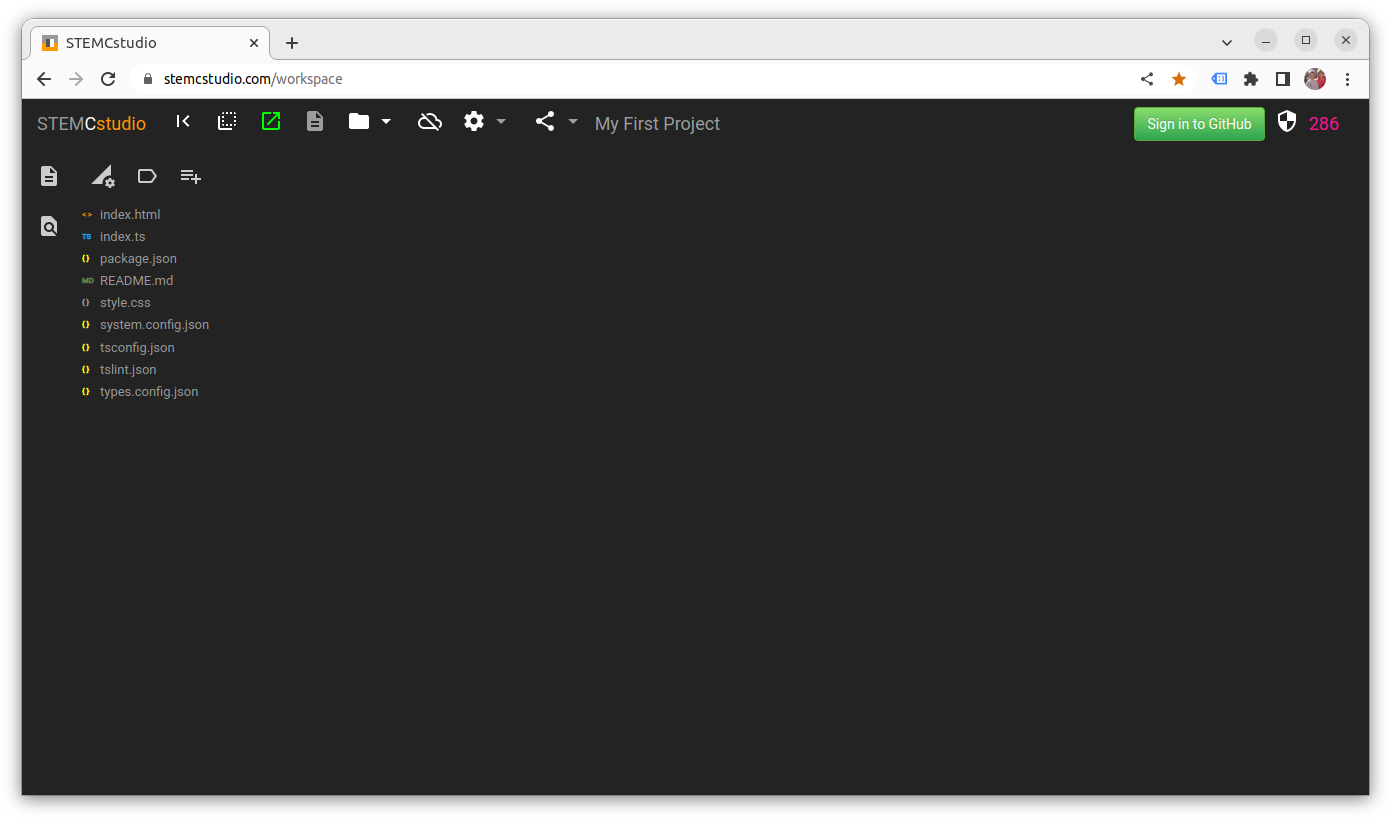 STEMCstudio
stemcstudio.com/workspace
STEMCstudio My First Project Sign in to GitHub 286
<> index.html
TS index.ts
{} package.json
MD README.md
{} style.css
{} system.config.json
{} tsconfig.json
{} tslint.json
{} types.config.json